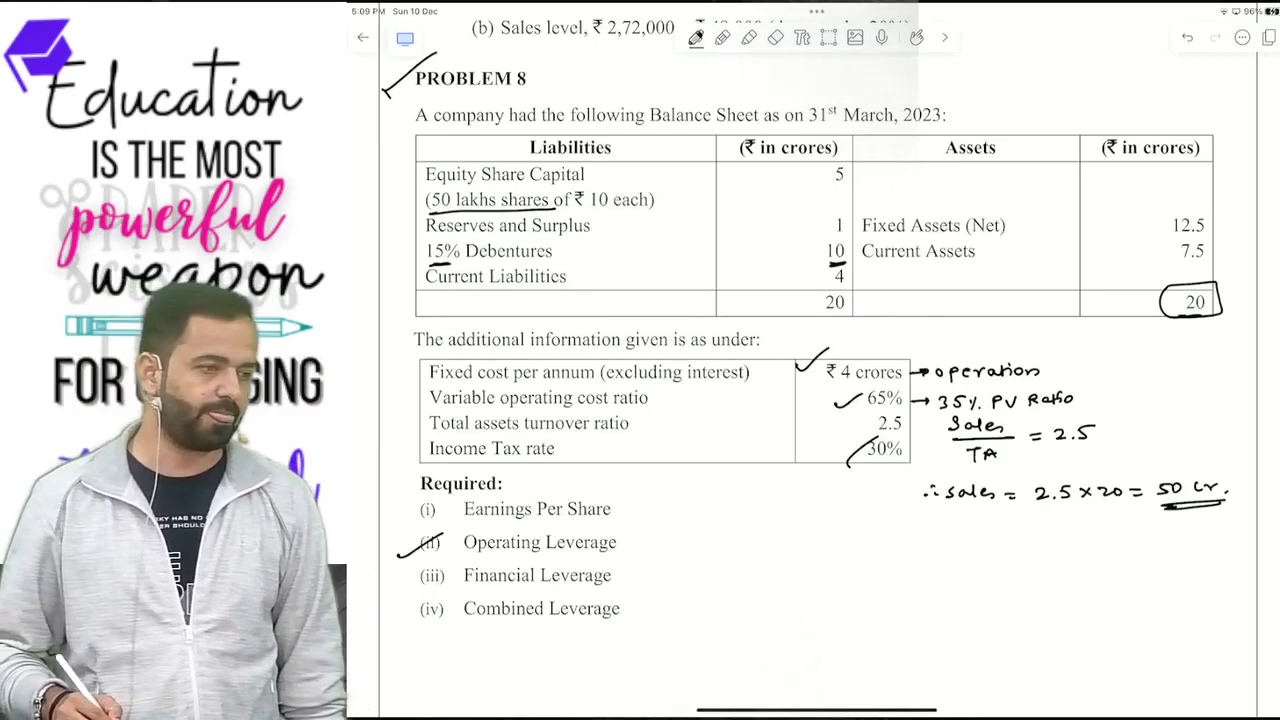 5:09 PM Sun 10 Dec
96%
(b) Sales level, ₹ 2,72,000
PROBLEM 8
A company had the following Balance Sheet as on 31st March, 2023:
Liabilities (₹ in crores) Assets (₹ in crores)
Equity Share Capital 5
(50 lakhs shares of ₹ 10 each)
Reserves and Surplus 1 Fixed Assets (Net) 12.5
15% Debentures 10 Current Assets 7.5
Current Liabilities 4
20 20
The additional information given is as under:
Fixed cost per annum (excluding interest) ₹ 4 crores → operation
Variable operating cost ratio 65% → 35% PV Ratio
Total assets turnover ratio 2.5
Income Tax rate 30%
Sales / TA = 2.5
∴ Sales = 2.5 × 20 = 50 Cr.
Required:
(i) Earnings Per Share
(ii) Operating Leverage
(iii) Financial Leverage
(iv) Combined Leverage
Education
IS THE MOST
powerful
weapon